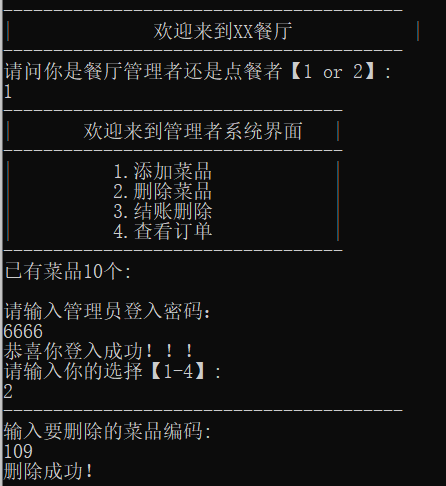 ----------------------------------------
|              欢迎来到XX餐厅            |
----------------------------------------
请问你是餐厅管理者还是点餐者【1 or 2】:
1
----------------------------------
|       欢迎来到管理者系统界面   |
----------------------------------
|          1.添加菜品            |
|          2.删除菜品            |
|          3.结账删除            |
|          4.查看订单            |
----------------------------------
已有菜品10个:
请输入管理员登入密码:
6666
恭喜你登入成功!!!
请输入你的选择【1-4】:
2
----------------------------------------
输入要删除的菜品编码:
109
删除成功!